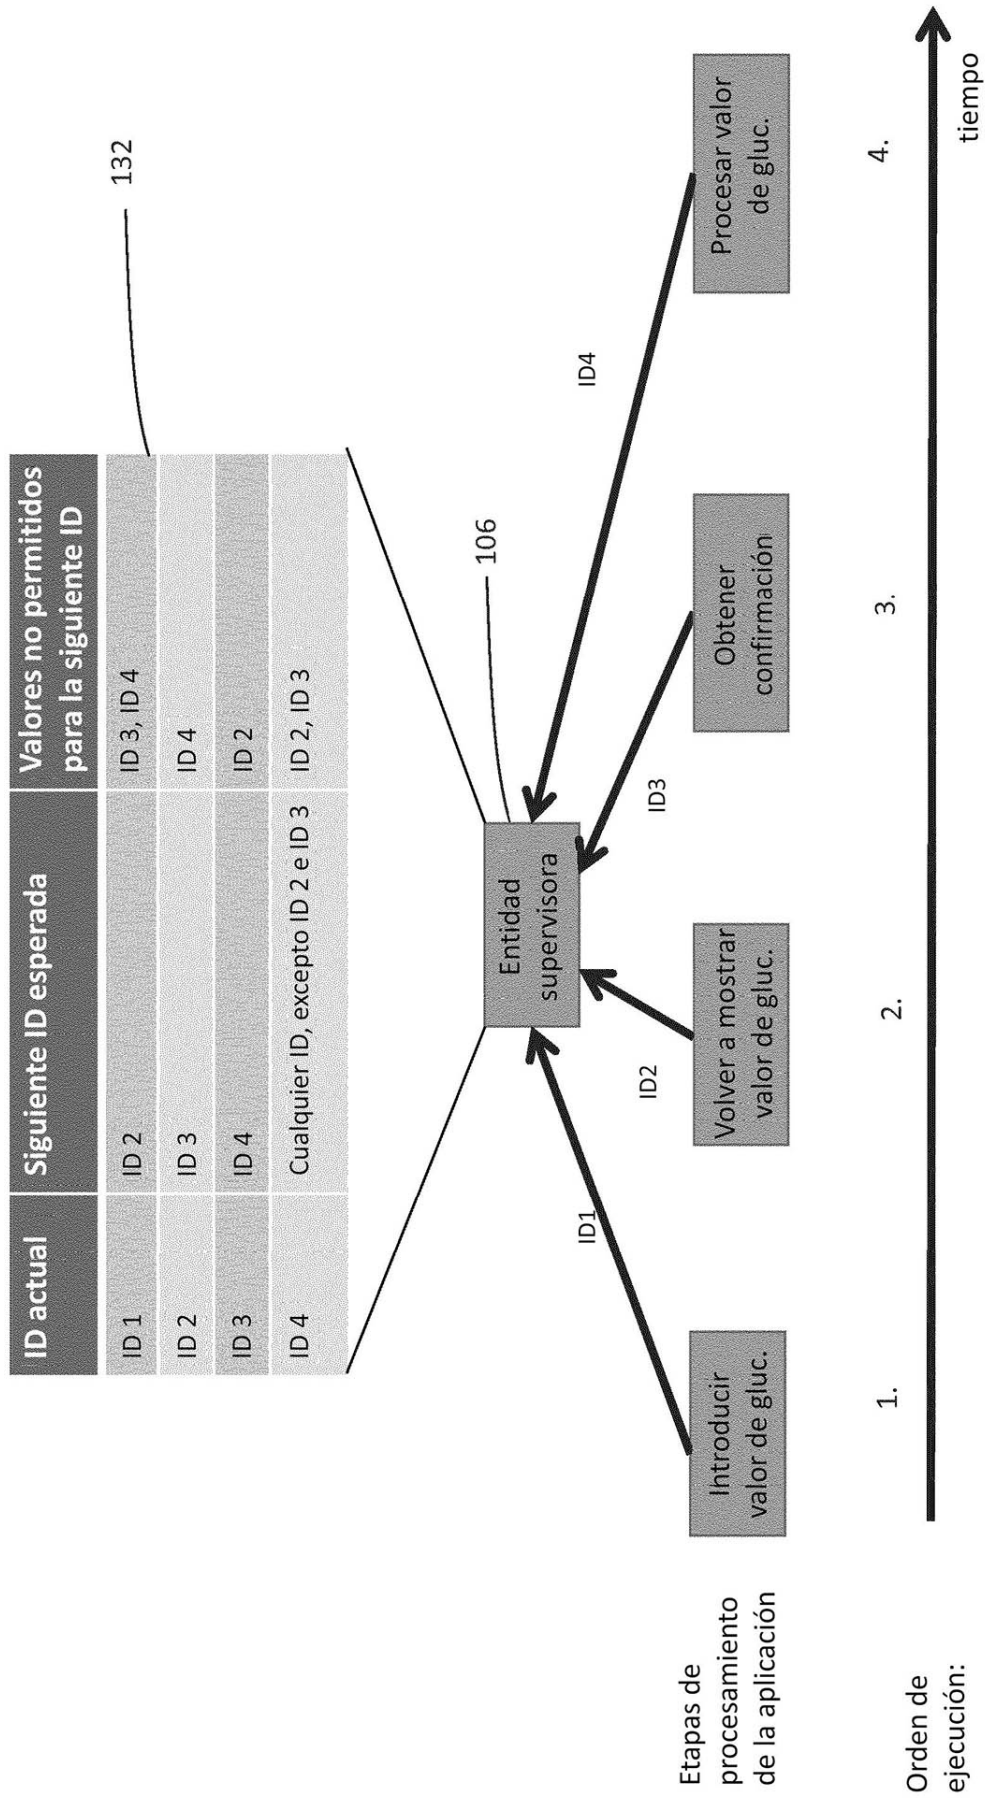 ID actual
Siguiente ID esperada
Valores no permitidos
para la siguiente ID
ID 1
ID 2
ID 3, ID 4
ID 2
ID 3
ID 4
ID 3
ID 4
ID 2
ID 4
Cualquier ID, excepto ID 2 e ID 3
ID 2, ID 3
132
106
Entidad
supervisora
ID1
ID2
ID3
ID4
Etapas de
procesamiento
de la aplicación
Introducir
valor de gluc.
Volver a mostrar
valor de gluc.
Obtener
confirmación
Procesar valor
de gluc.
Orden de
ejecución:
1.
2.
3.
4.
tiempo